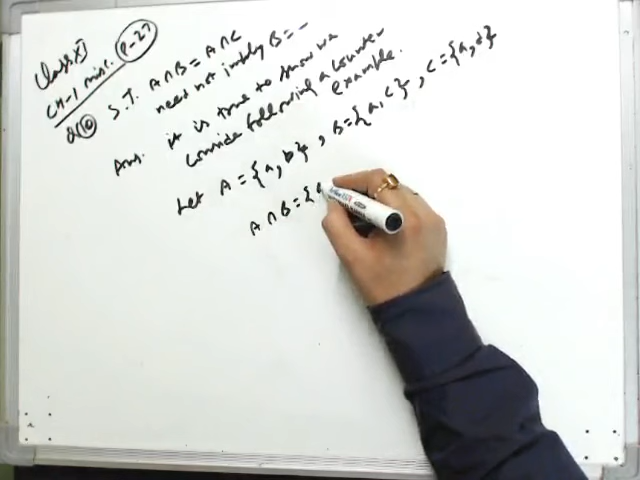 Class XI
CH-1 misc. P-27
Q(10) S.T. A∩B = A∩C
need not imply B = -
Ans. it is true to show we
consider following a counter
example.
Let A = {a, b}, B = {a, c}, C = {a, d}
A∩B = {a